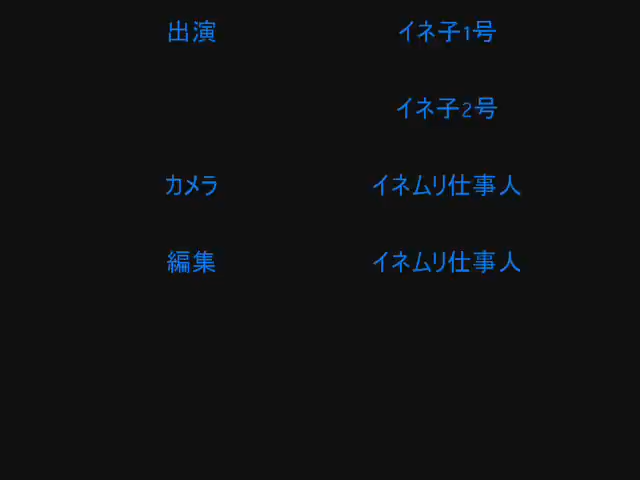 出演 イネ子1号
イネ子2号
カメラ イネムリ仕事人
編集 イネムリ仕事人